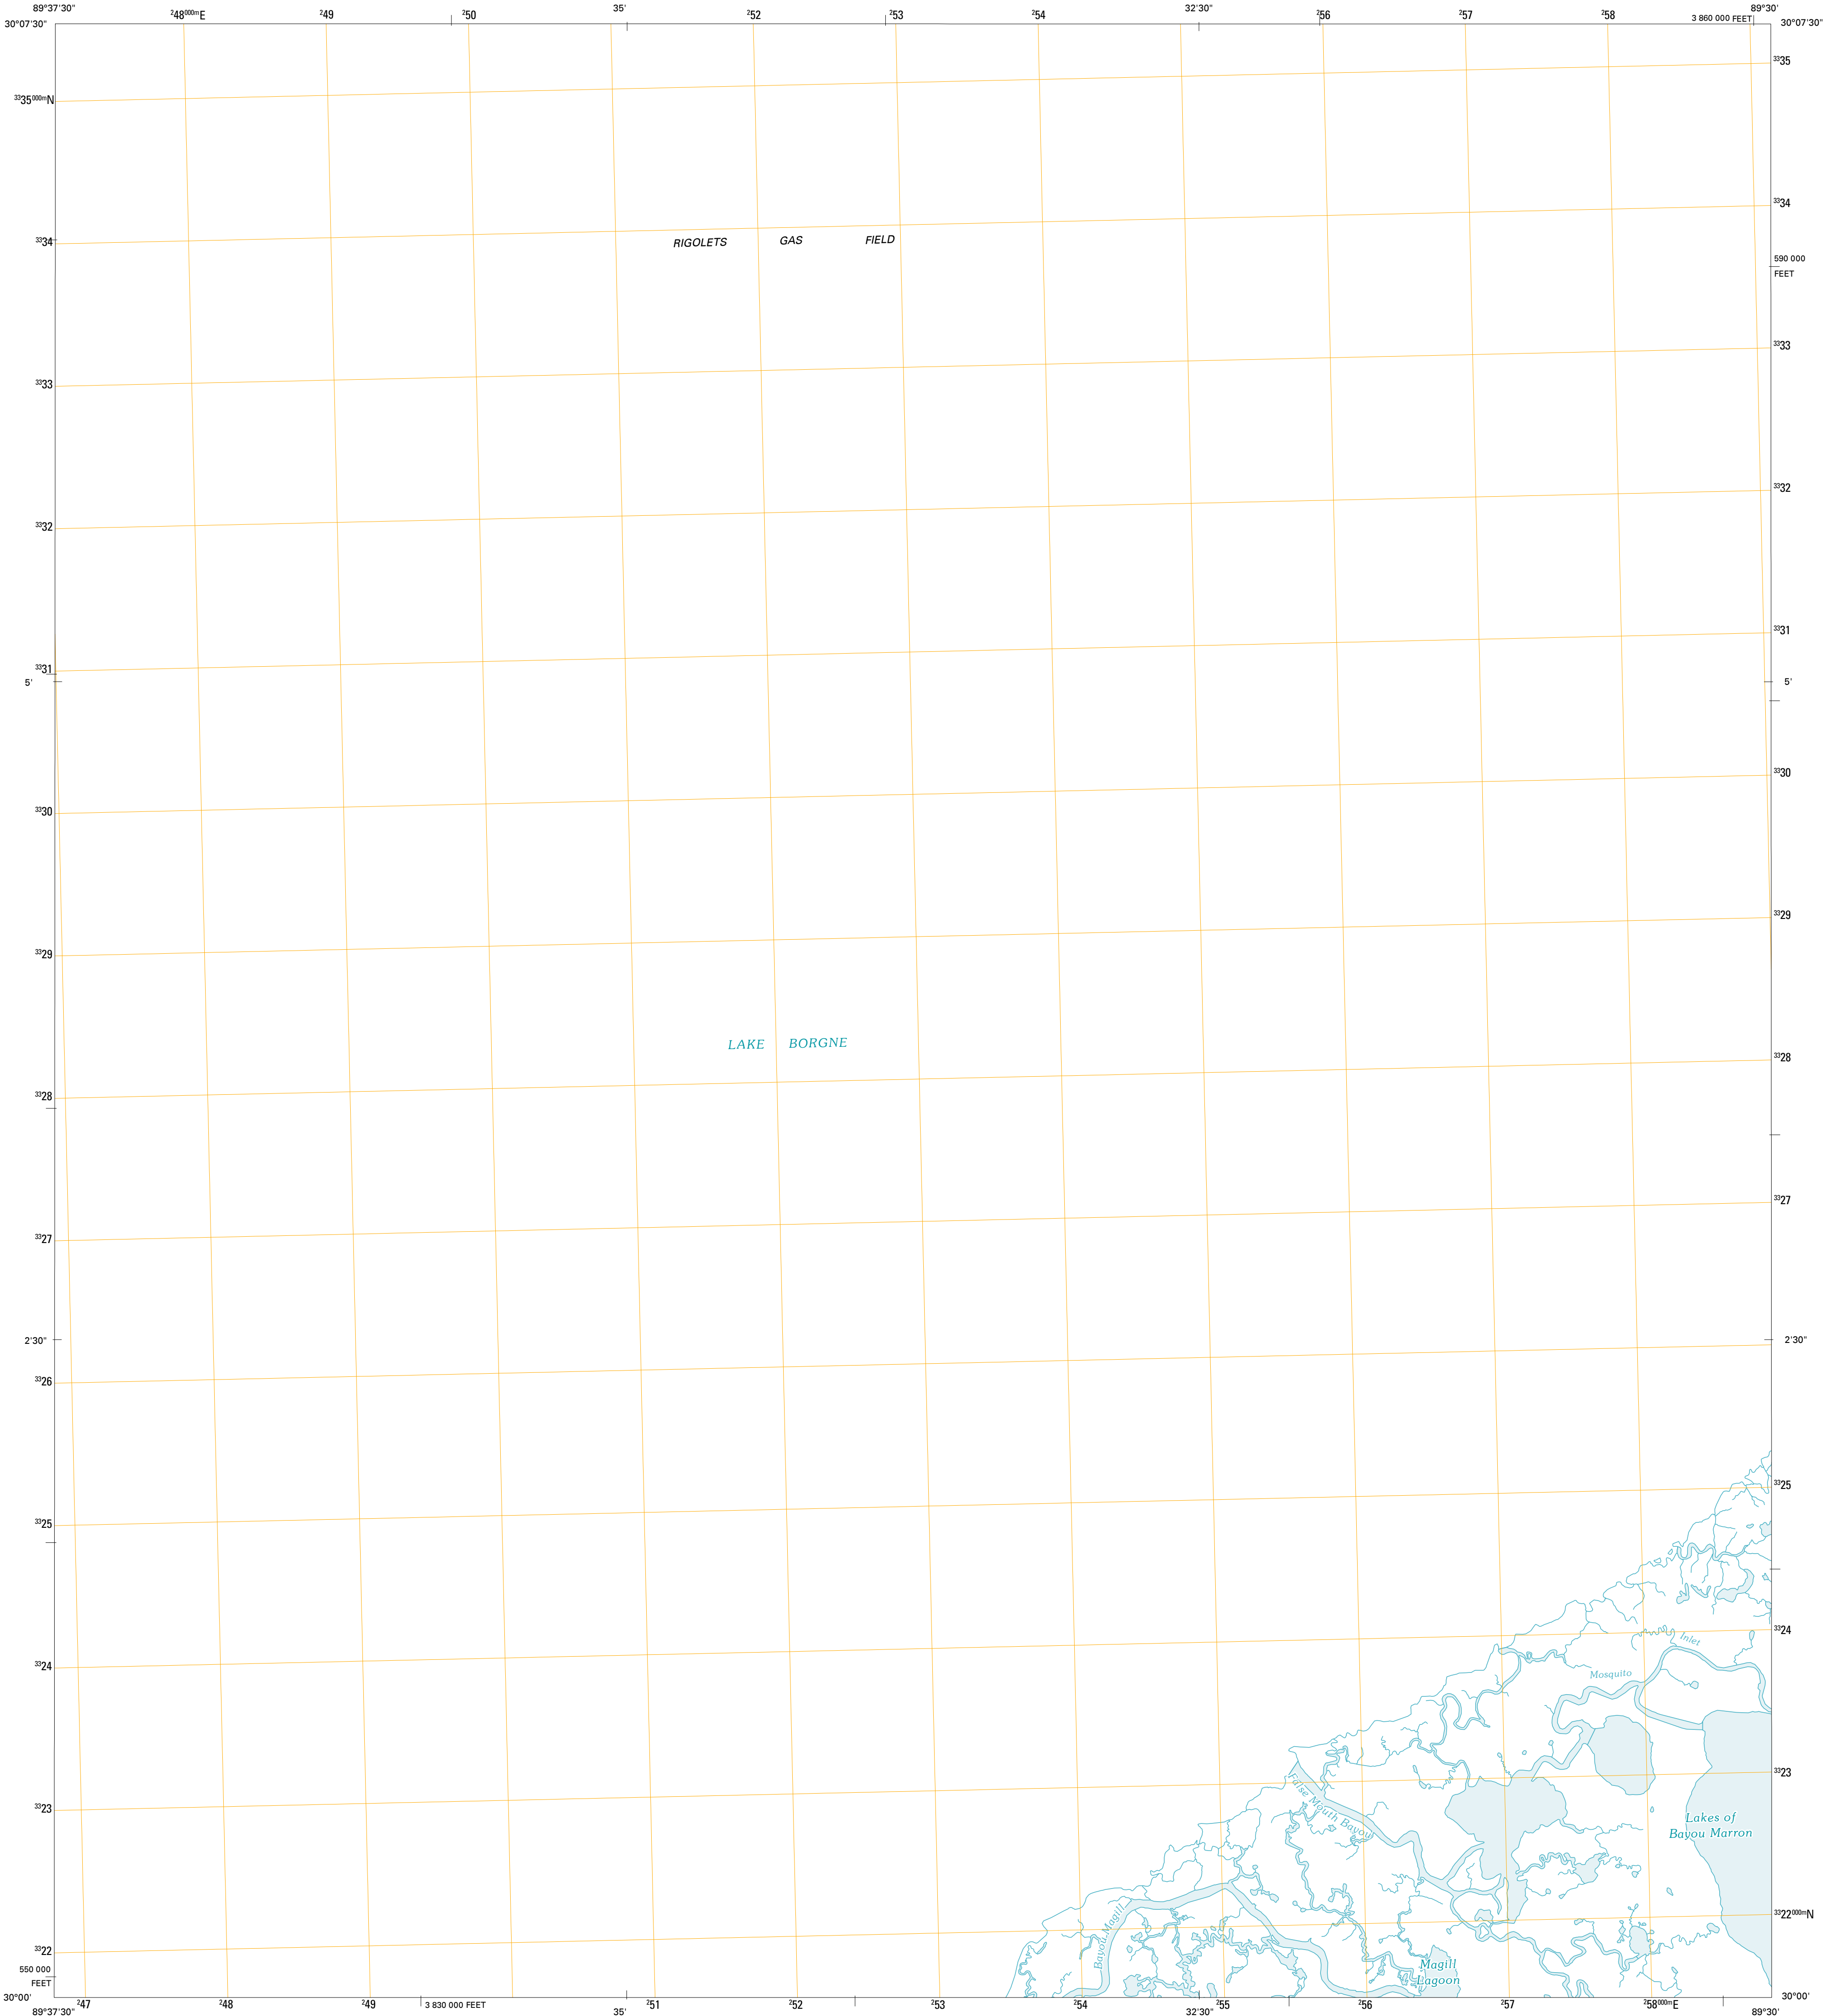 89°37'30" 35' 32'30" 89°30'
30°07'30" ²48⁰⁰⁰ᵐE ²49 ²50 ²52 ²53 ²54 ²56 ²57 ²58 3 860 000 FEET 30°07'30"
³³35
³³35⁰⁰⁰ᵐN
³³34
³³34
RIGOLETS GAS FIELD
590 000
FEET
³³33
³³33
³³32
³³32
³³31
³³31
5' 5'
³³30
³³30
³³29
³³29
LAKE BORGNE
³³28
³³28
³³27
³³27
2'30" 2'30"
³³26
³³25
³³25
³³24
Inlet
³³24
Mosquito
³³23
False Mouth Bayou
³³23
Lakes of
Bayou Marron
³³22⁰⁰⁰ᵐN
Bayou Magill
³³22
Magill
Lagoon
550 000
FEET
30°00' 30°00'
²47 ²48 ²49 3 830 000 FEET ²51 ²52 ²53 ²54 ²55 ²56 ²57 ²58⁰⁰⁰ᵐE
89°37'30" 35' 32'30" 89°30'